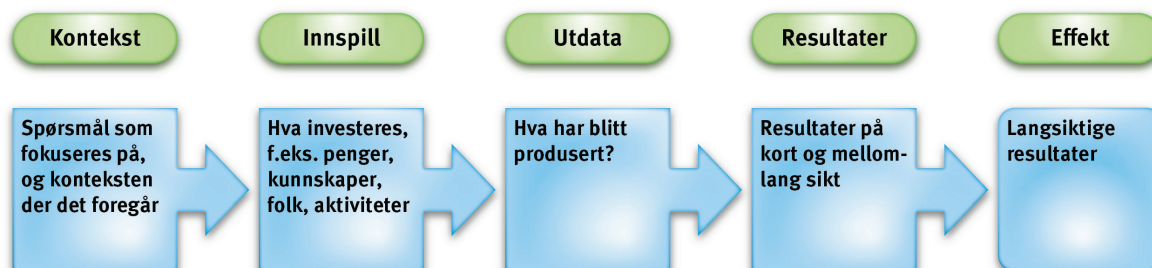 Kontekst
Innspill
Utdata
Resultater
Effekt
Spørsmål som
fokuseres på,
og konteksten
der det foregår
Hva investeres,
f.eks. penger,
kunnskaper,
folk, aktiviteter
Hva har blitt
produsert?
Resultater på
kort og mellom-
lang sikt
Langsiktige
resultater